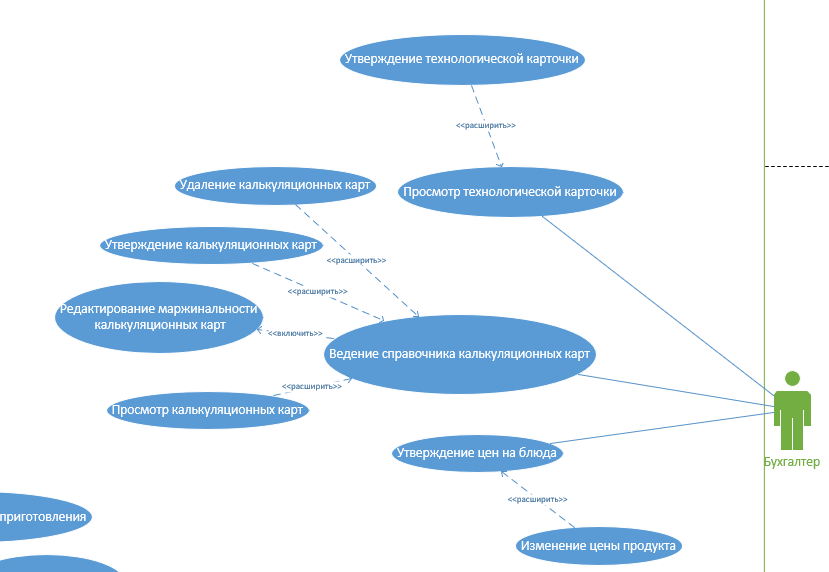 Утверждение технологической карточки
<<расширить>>
Удаление калькуляционных карт
Просмотр технологической карточки
Утверждение калькуляционных карт
<<расширить>>
<<расширить>>
Редактирование маржинальности
калькуляционных карт
<<включить>>
Ведение справочника калькуляционных карт
<<расширить>>
Просмотр калькуляционных карт
Утверждение цен на блюда
Бухгалтер
<<расширить>>
приготовления
Изменение цены продукта